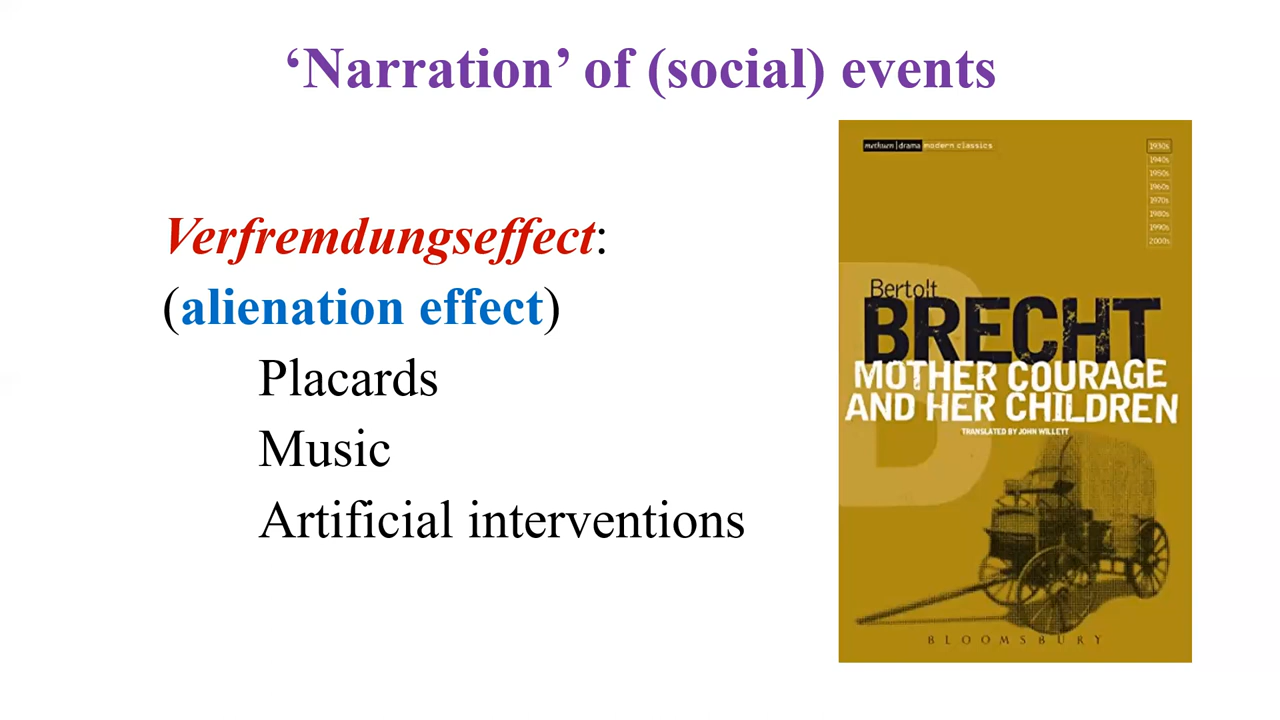 ‘Narration’ of (social) events
Verfremdungseffect:
(alienation effect)
Placards
Music
Artificial interventions
methuen | drama modern classics
1930s
1940s
1950s
1960s
1970s
1980s
1990s
2000s
Bertolt
BRECHT
MOTHER COURAGE
AND HER CHILDREN
TRANSLATED BY JOHN WILLETT
BLOOMSBURY